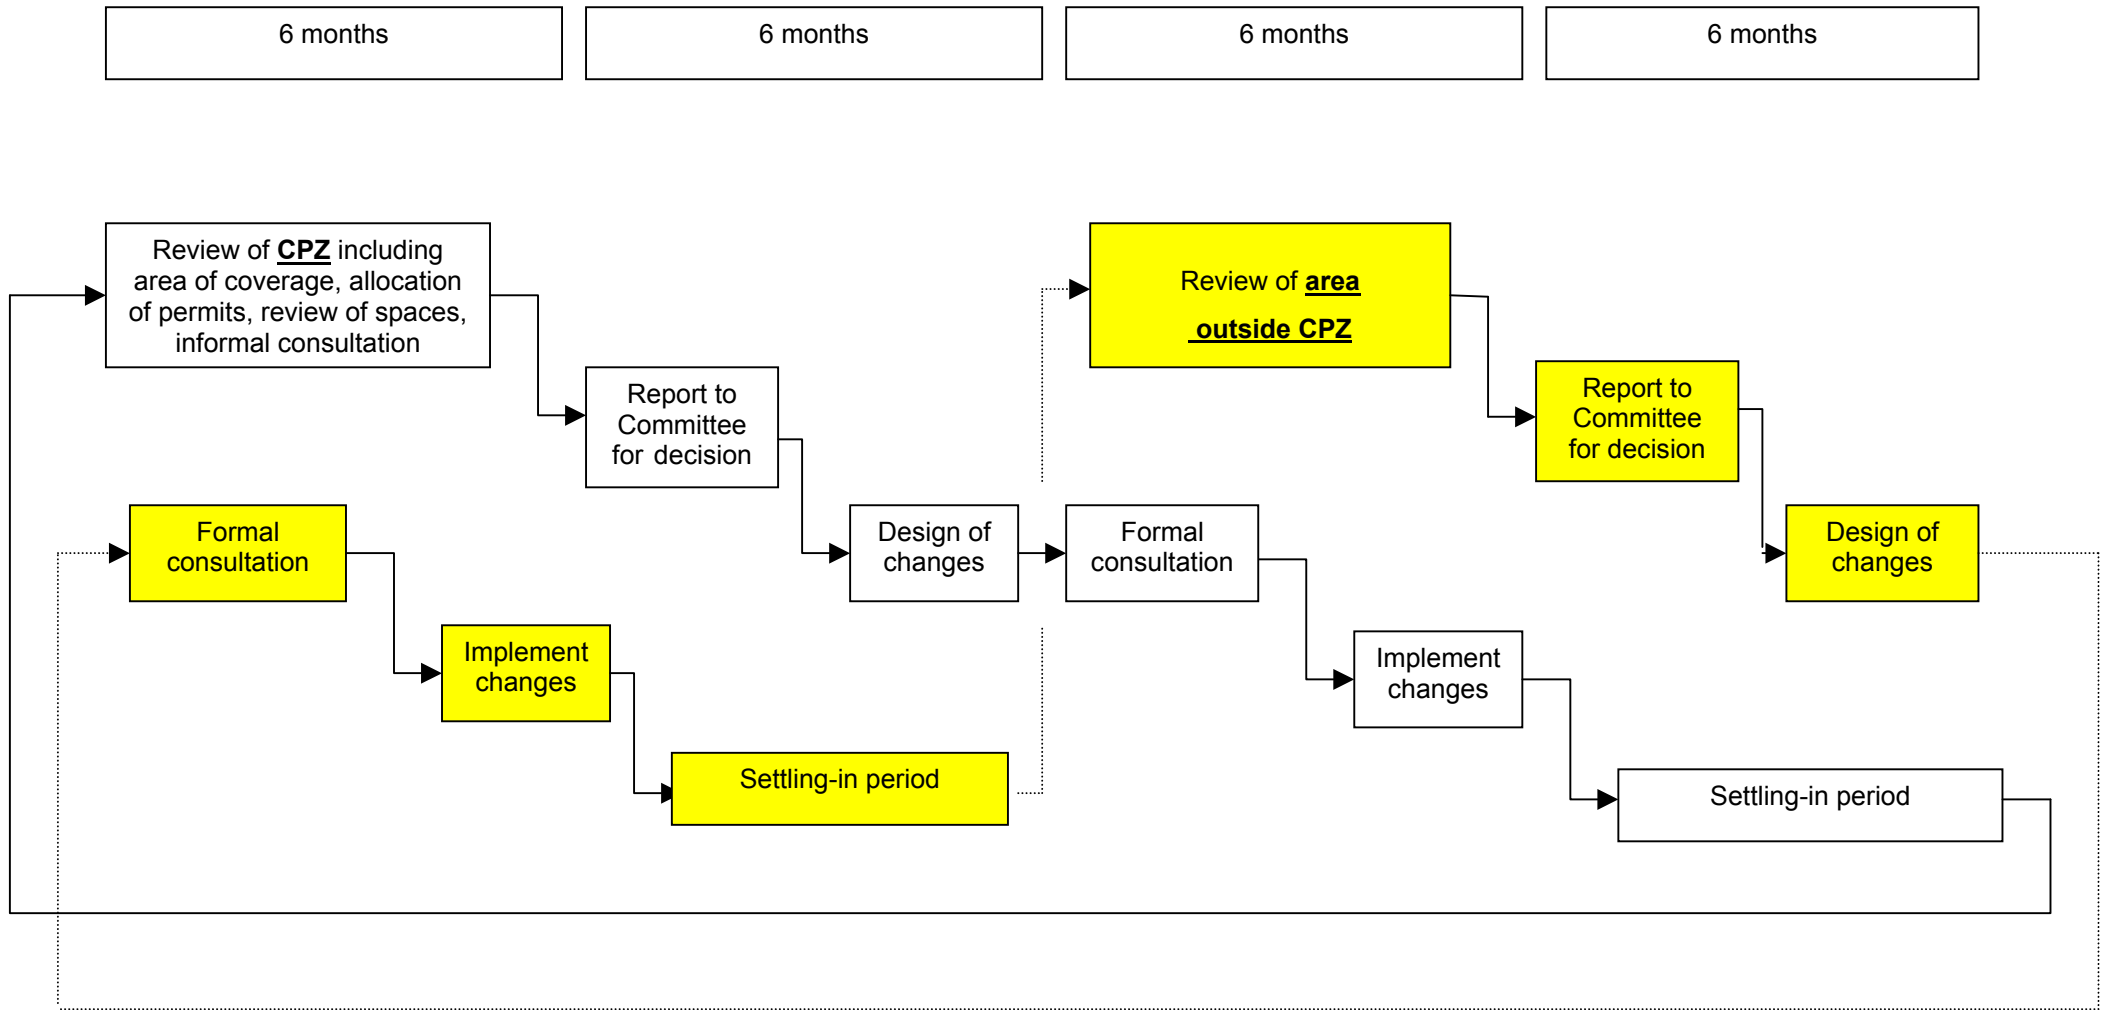 6 months
6 months
6 months
6 months
Review of CPZ including
area of coverage, allocation
of permits, review of spaces,
informal consultation
Review of area
outside CPZ
Report to
Committee
for decision
Report to
Committee
for decision
Formal
consultation
Design of
changes
Formal
consultation
Design of
changes
Implement
changes
Implement
changes
Settling-in period
Settling-in period